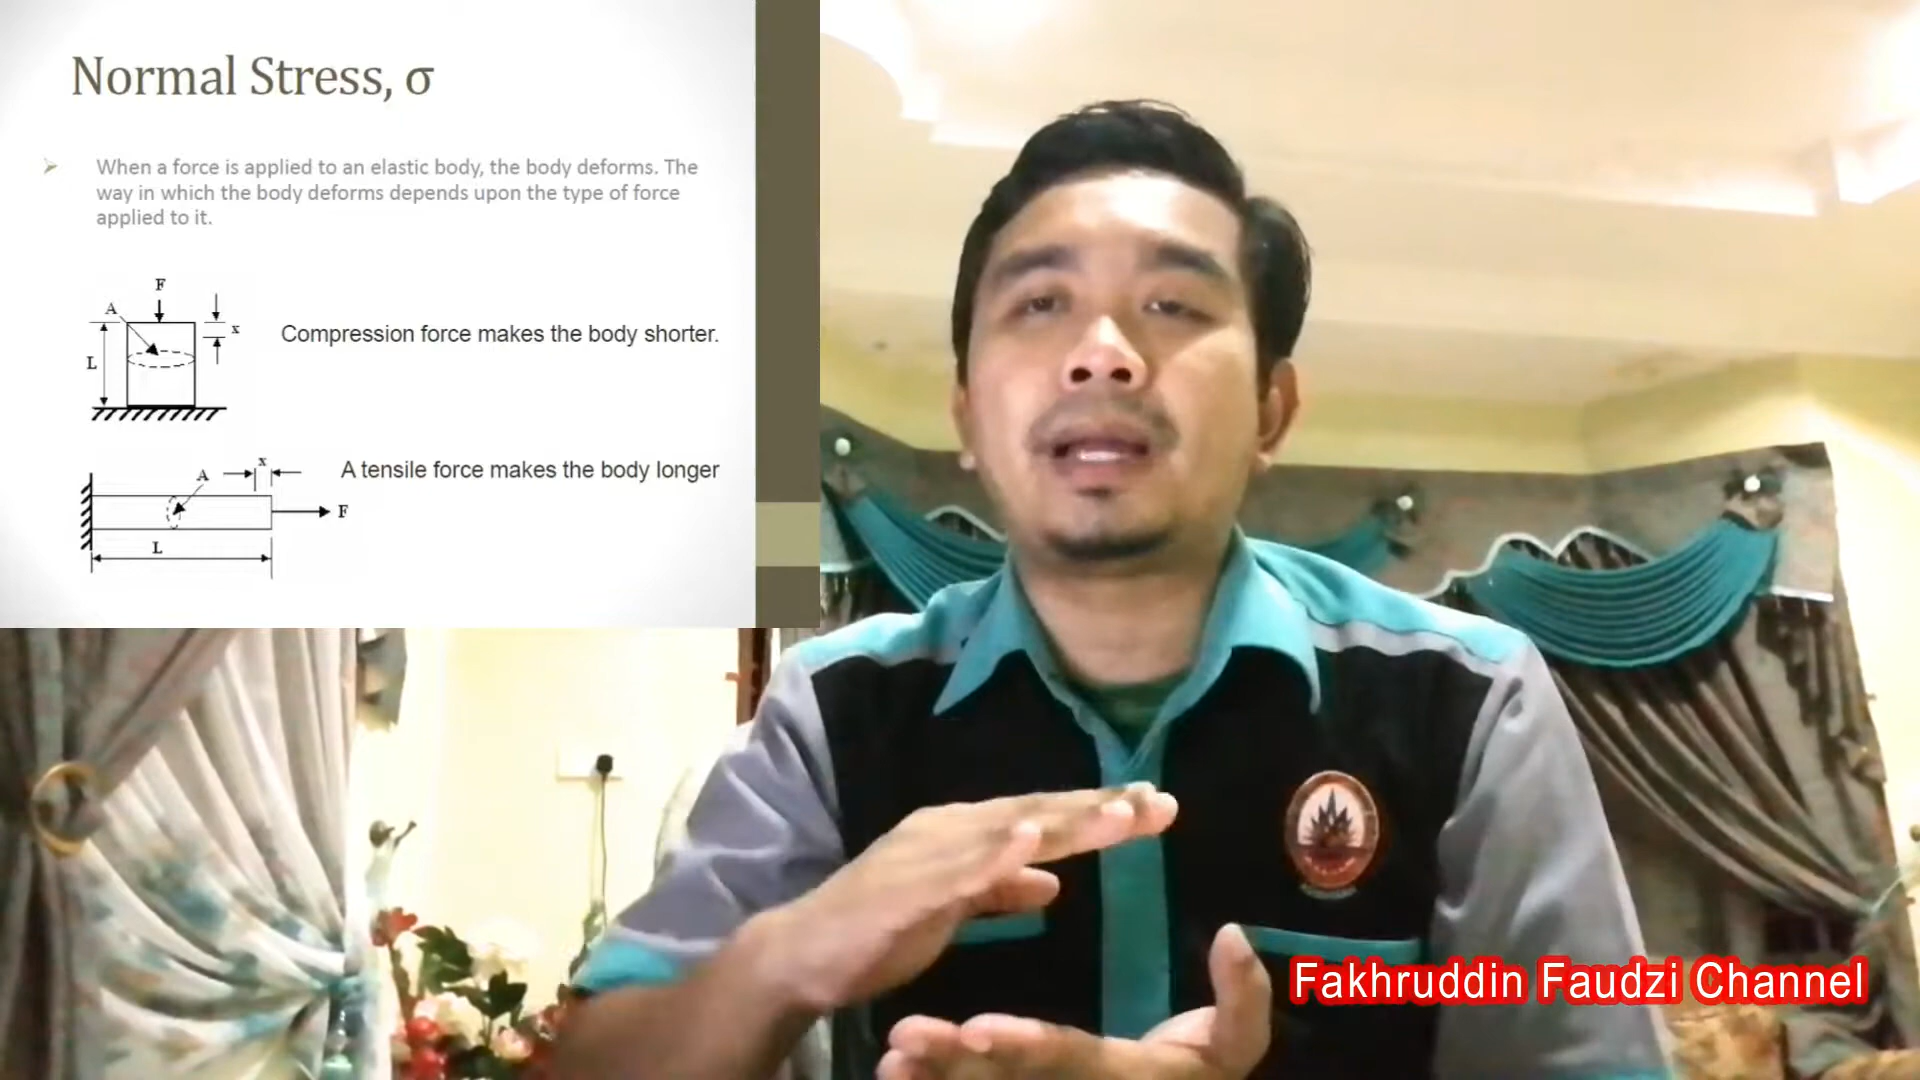 Normal Stress, σ
When a force is applied to an elastic body, the body deforms. The
way in which the body deforms depends upon the type of force
applied to it.
F
A
x
L
Compression force makes the body shorter.
A tensile force makes the body longer
x
A
F
L
Fakhruddin Faudzi Channel